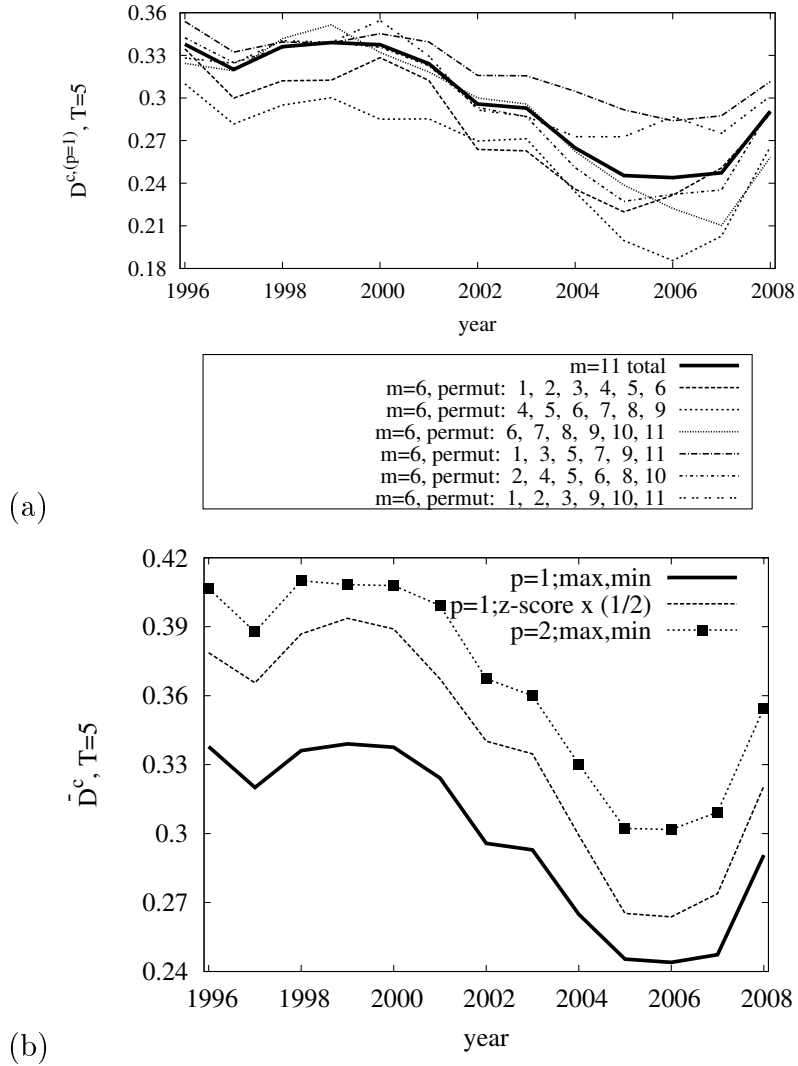 0.36
0.33
0.3
0.27
0.24
0.21
0.18
D^{c,(p=1)}, T=5
1996 1998 2000 2002 2004 2006 2008
year
m=11 total
m=6, permut: 1, 2, 3, 4, 5, 6
m=6, permut: 4, 5, 6, 7, 8, 9
m=6, permut: 6, 7, 8, 9, 10, 11
m=6, permut: 1, 3, 5, 7, 9, 11
m=6, permut: 2, 4, 5, 6, 8, 10
m=6, permut: 1, 2, 3, 9, 10, 11
(a)
0.42
0.39
0.36
0.33
0.3
0.27
0.24
D̄^c, T=5
p=1;max,min
p=1;z-score x (1/2)
p=2;max,min
1996 1998 2000 2002 2004 2006 2008
year
(b)